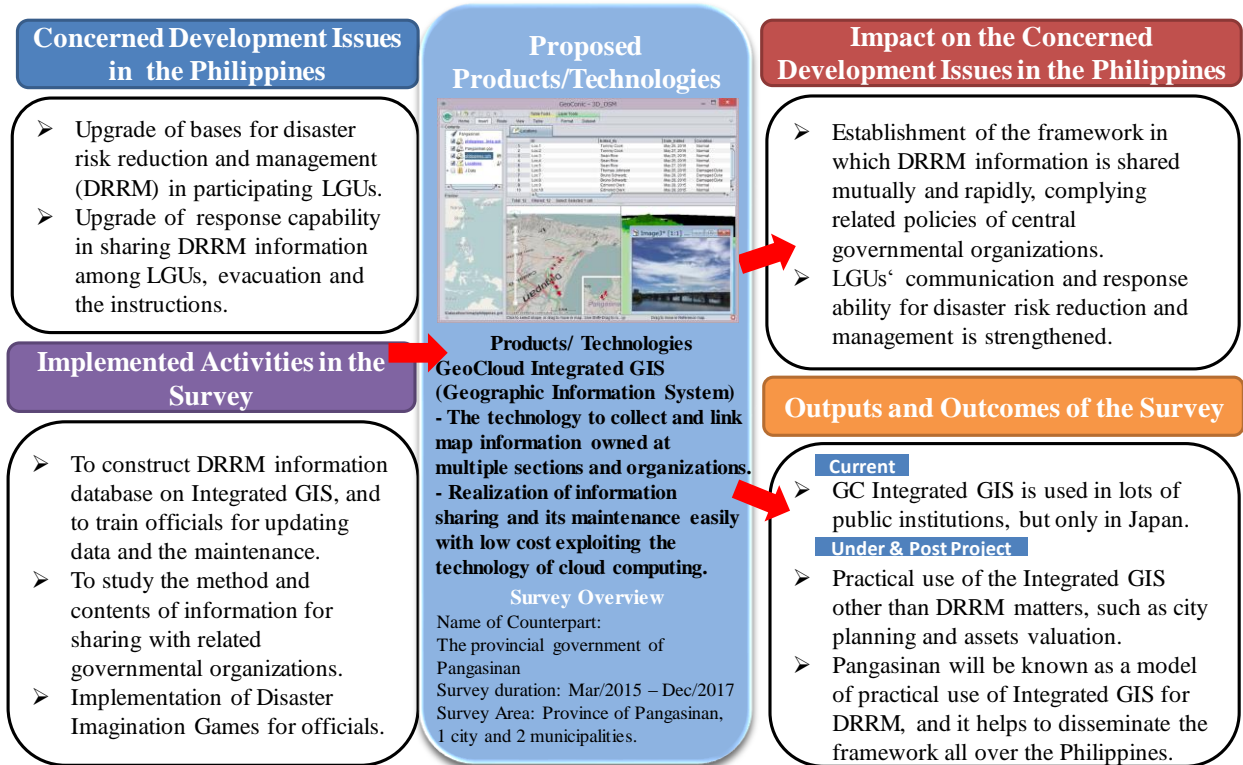 Concerned Development Issues
in the Philippines
➤ Upgrade of bases for disaster
risk reduction and management
(DRRM) in participating LGUs.
➤ Upgrade of response capability
in sharing DRRM information
among LGUs, evacuation and
the instructions.
Implemented Activities in the
Survey
➤ To construct DRRM information
database on Integrated GIS, and
to train officials for updating
data and the maintenance.
➤ To study the method and
contents of information for
sharing with related
governmental organizations.
➤ Implementation of Disaster
Imagination Games for officials.
Proposed
Products/Technologies
GeoConic - 3D_OSM
Home Insert View Table Format Dataset
Locations
Pangasinan
Image3* [1:1]
Products/ Technologies
GeoCloud Integrated GIS
(Geographic Information System)
- The technology to collect and link
map information owned at
multiple sections and organizations.
- Realization of information
sharing and its maintenance easily
with low cost exploiting the
technology of cloud computing.
Survey Overview
Name of Counterpart:
The provincial government of
Pangasinan
Survey duration: Mar/2015 – Dec/2017
Survey Area: Province of Pangasinan,
1 city and 2 municipalities.
Impact on the Concerned
Development Issues in the Philippines
➤ Establishment of the framework in
which DRRM information is shared
mutually and rapidly, complying
related policies of central
governmental organizations.
➤ LGUs‘ communication and response
ability for disaster risk reduction and
management is strengthened.
Outputs and Outcomes of the Survey
Current
➤ GC Integrated GIS is used in lots of
public institutions, but only in Japan.
Under & Post Project
➤ Practical use of the Integrated GIS
other than DRRM matters, such as city
planning and assets valuation.
➤ Pangasinan will be known as a model
of practical use of Integrated GIS for
DRRM, and it helps to disseminate the
framework all over the Philippines.